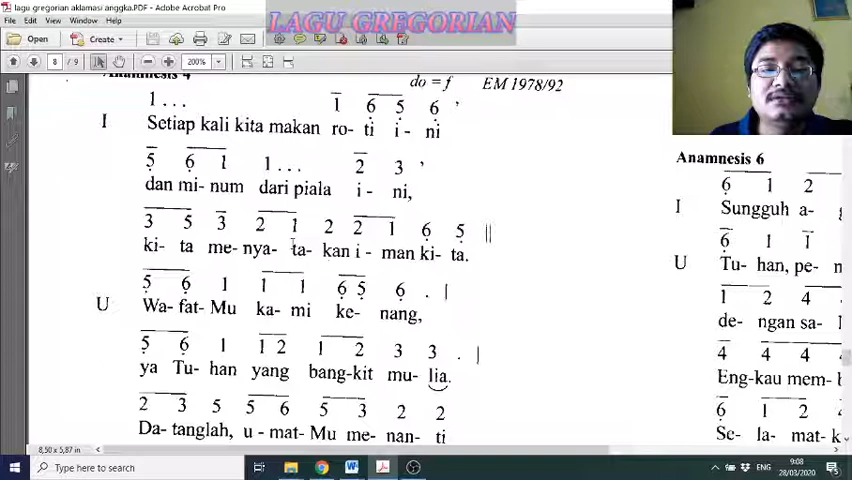 lagu gregorian aklamasi anggka.PDF - Adobe Acrobat Pro
File Edit View Window Help
LAGU GREGORIAN
Open
Create
8 / 9
200%
Anamnesis 4
do = f
EM 1978/92
1 . . . 1 6 5 6 ,
I Setiap kali kita makan ro- ti i - ni
5 6 1 1 . . . 2 3 ,
dan mi- num dari piala i - ni,
3 5 3 2 1 2 2 1 6 5 ||
ki- ta me- nya- ta- kan i - man ki- ta.
5 6 1 1 1 6 5 6 . |
U Wa- fat- Mu ka- mi ke- nang,
5 6 1 1 2 1 2 3 3 . |
ya Tu- han yang bang-kit mu- lia.
2 3 5 5 6 5 3 2 2
Da- tanglah, u - mat- Mu me- nan- ti
Anamnesis 6
6 1 2
I Sungguh a- g
6 1 1
U Tu- han, pe-
1 2 4
de- ngan sa-
4 4 4
Eng-kau mem-
6 1 2
Se- la- mat-
8,50 x 5,87 in
Type here to search
ENG
9:08
28/03/2020